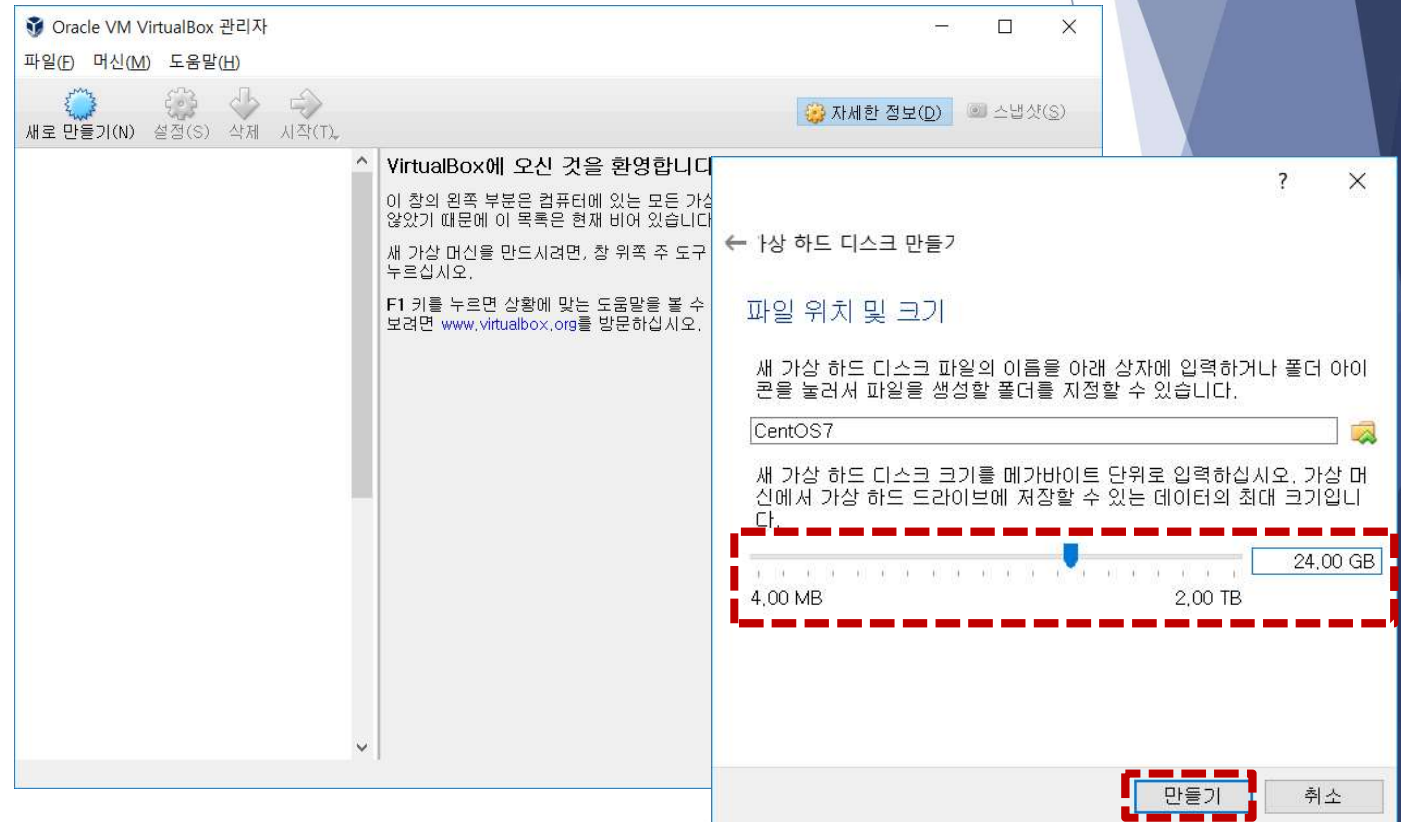 Oracle VM VirtualBox 관리자
파일(F) 머신(M) 도움말(H)
새로 만들기(N) 설정(S) 삭제 시작(T)
자세한 정보(D) 스냅샷(S)
VirtualBox에 오신 것을 환영합니다
이 창의 왼쪽 부분은 컴퓨터에 있는 모든 가상
않았기 때문에 이 목록은 현재 비어 있습니다
새 가상 머신을 만드시려면, 창 위쪽 주 도구
누르십시오.
F1 키를 누르면 상황에 맞는 도움말을 볼 수
보려면 www.virtualbox.org를 방문하십시오.
가상 하드 디스크 만들기
파일 위치 및 크기
새 가상 하드 디스크 파일의 이름을 아래 상자에 입력하거나 폴더 아이
콘을 눌러서 파일을 생성할 폴더를 지정할 수 있습니다.
CentOS7
새 가상 하드 디스크 크기를 메가바이트 단위로 입력하십시오. 가상 머
신에서 가상 하드 드라이브에 저장할 수 있는 데이터의 최대 크기입니
다.
24.00 GB
4.00 MB 2.00 TB
만들기 취소